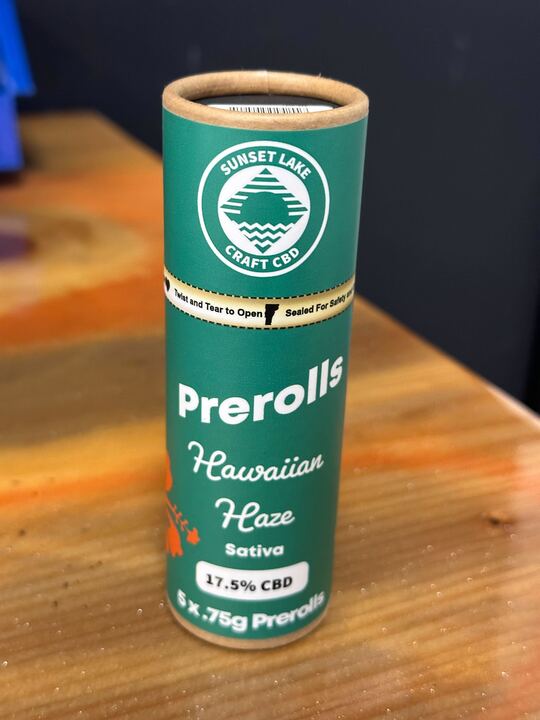 SUNSET LAKE
CRAFT CBD
Twist and Tear to Open Sealed For Safety
Prerolls
Hawaiian
Haze
Sativa
17.5% CBD
5 x .75g Prerolls